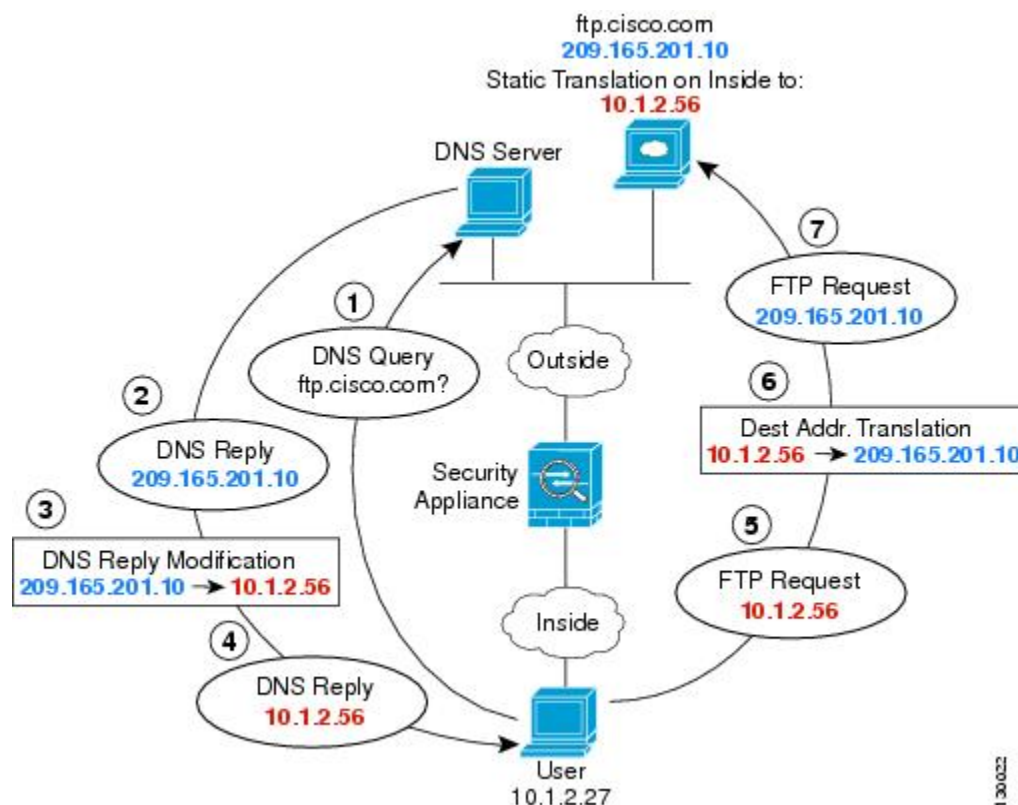 ftp.cisco.com
209.165.201.10
Static Translation on Inside to:
10.1.2.56
DNS Server
7
FTP Request
209.165.201.10
1
DNS Query
ftp.cisco.com?
Outside
2
DNS Reply
209.165.201.10
6
Dest Addr. Translation
10.1.2.56 → 209.165.201.10
Security
Appliance
3
DNS Reply Modification
209.165.201.10 → 10.1.2.56
5
FTP Request
10.1.2.56
Inside
4
DNS Reply
10.1.2.56
User
10.1.2.27
130022